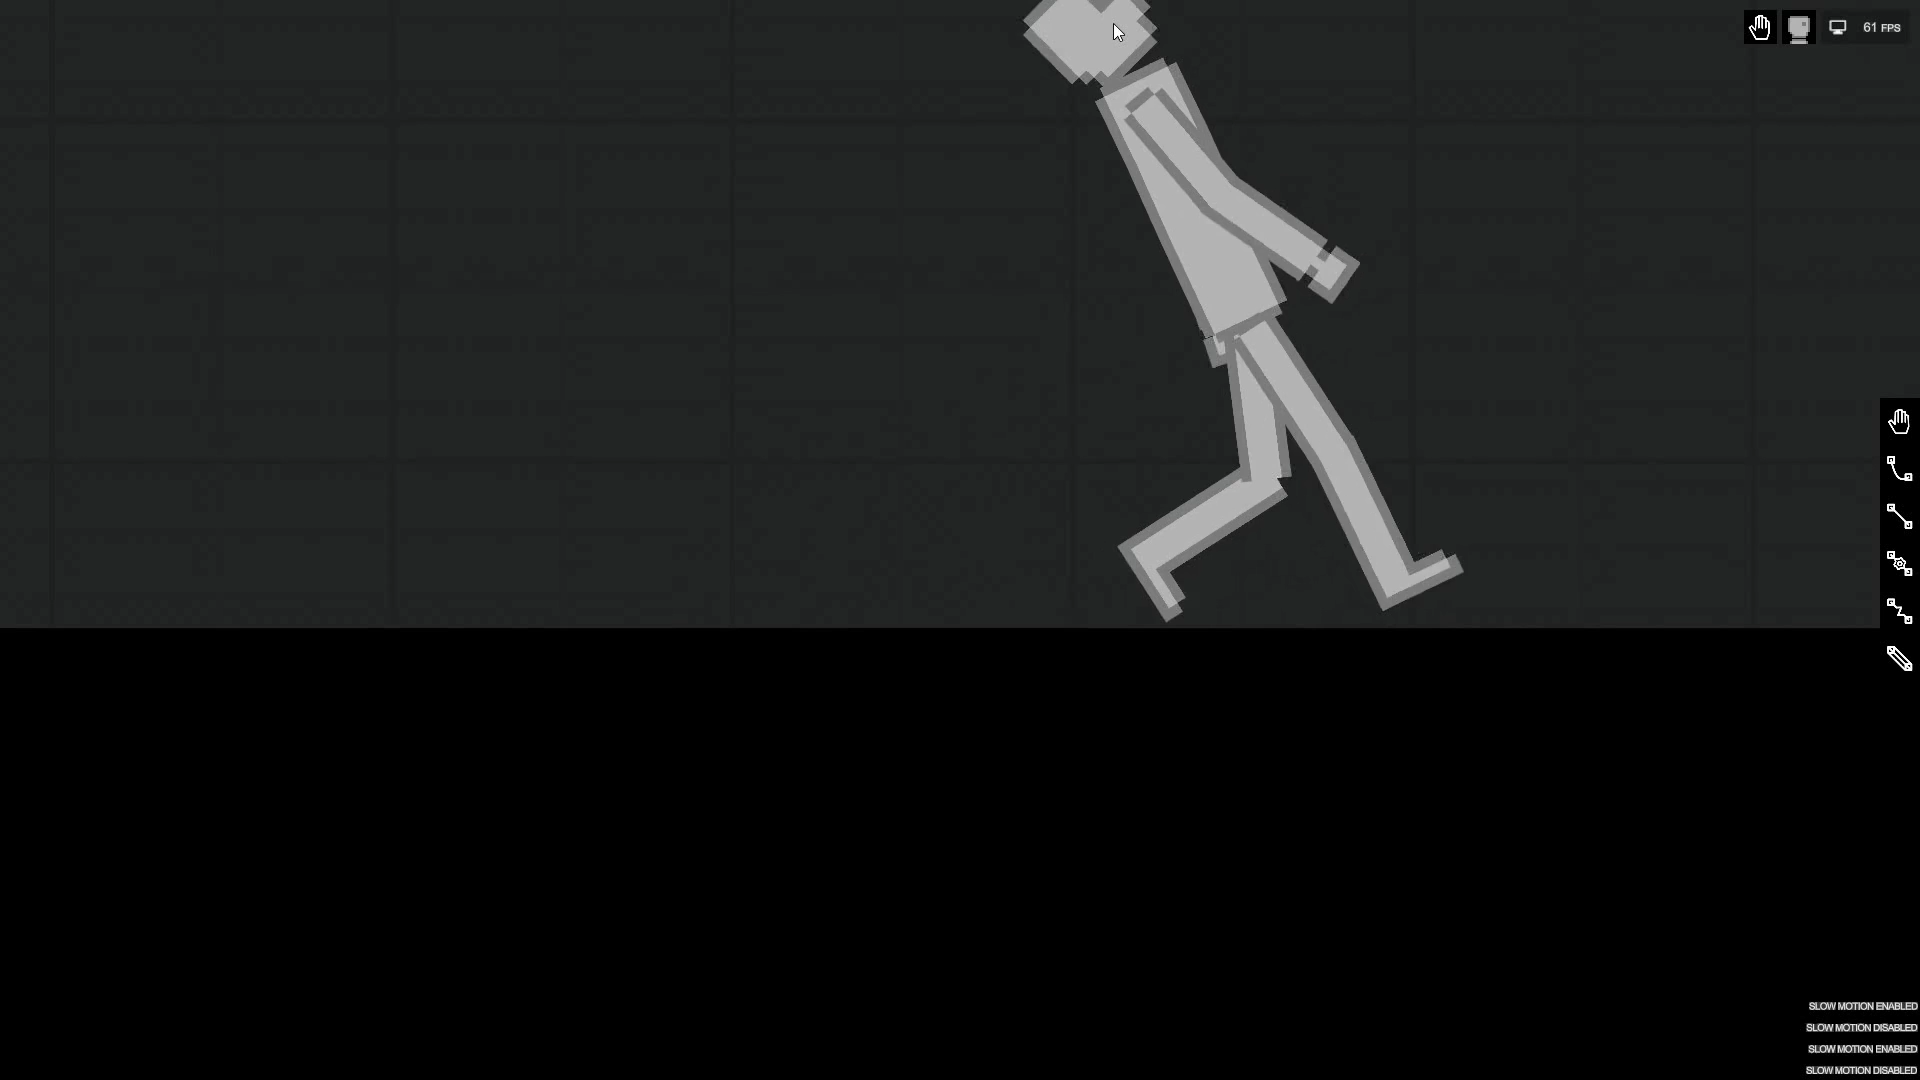 61 FPS
SLOW MOTION ENABLED
SLOW MOTION DISABLED
SLOW MOTION ENABLED
SLOW MOTION DISABLED